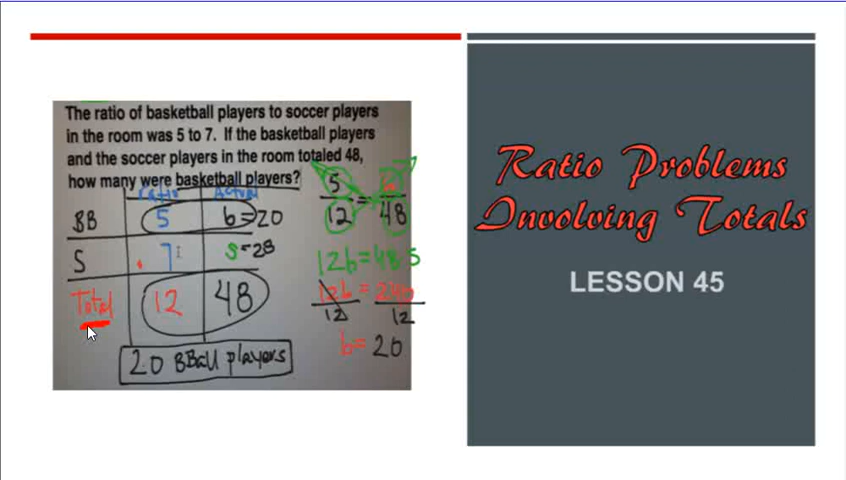 The ratio of basketball players to soccer players
in the room was 5 to 7. If the basketball players
and the soccer players in the room totaled 48,
how many were basketball players?
Ratio Actual
BB 5 b=20
S 7 s=28
Total 12 48
20 BBall players
5/12 = b/48
12b=48·5
12b/12 = 240/12
b= 20
Ratio Problems
Involving Totals
LESSON 45